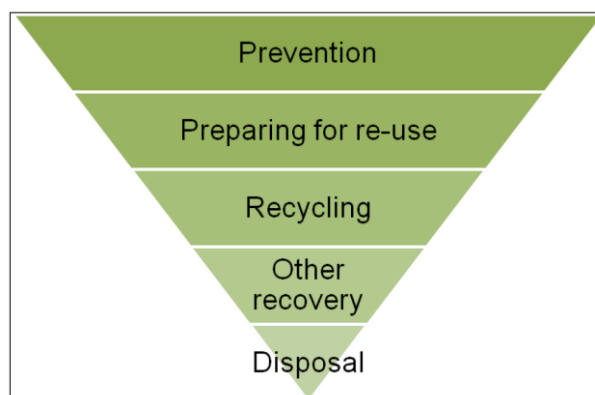 Prevention
Preparing for re-use
Recycling
Other
recovery
Disposal